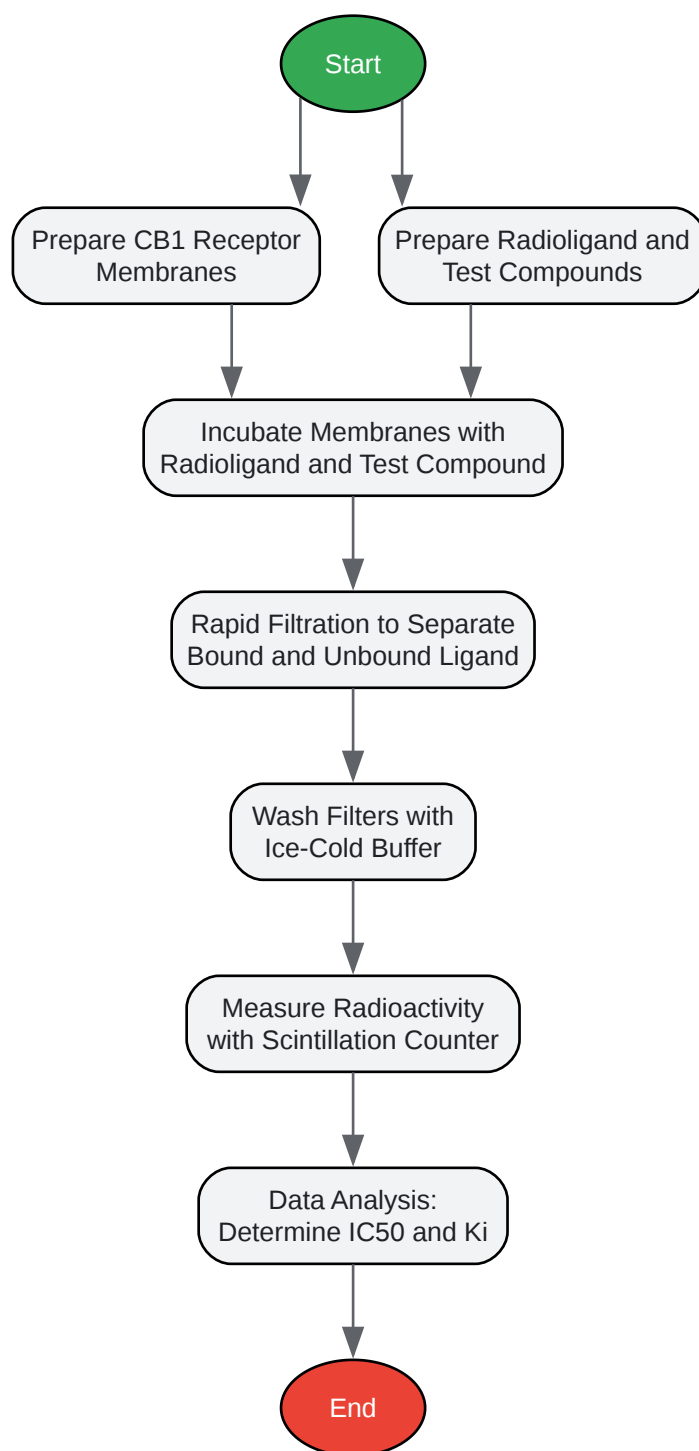 Start
Prepare CB1 Receptor
Membranes
Prepare Radioligand and
Test Compounds
Incubate Membranes with
Radioligand and Test Compound
Rapid Filtration to Separate
Bound and Unbound Ligand
Wash Filters with
Ice-Cold Buffer
Measure Radioactivity
with Scintillation Counter
Data Analysis:
Determine IC50 and Ki
End